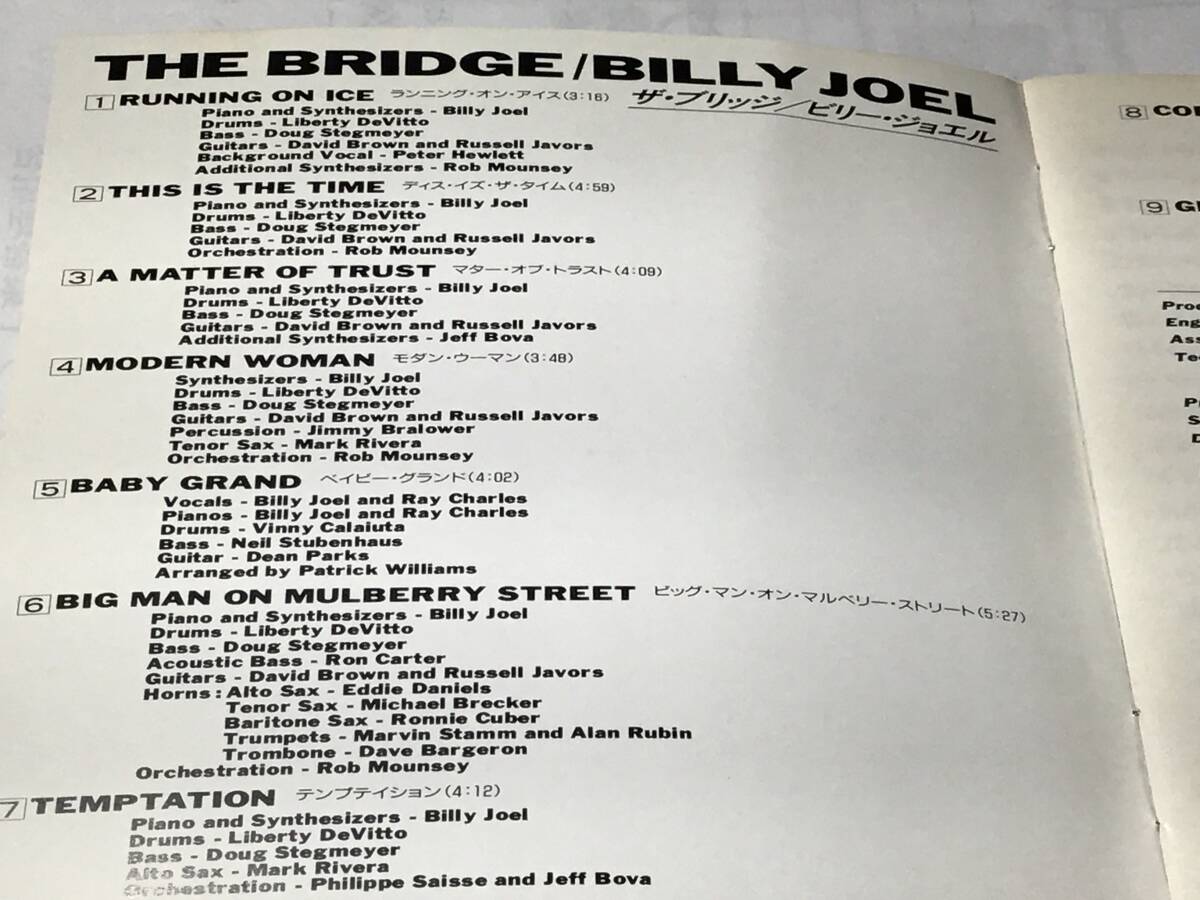 THE BRIDGE/BILLY JOEL
ザ・ブリッジ／ビリー・ジョエル
1 RUNNING ON ICE ランニング・オン・アイス(3:16)
Piano and Synthesizers - Billy Joel
Drums - Liberty DeVitto
Bass - Doug Stegmeyer
Guitars - David Brown and Russell Javors
Background Vocal - Peter Hewlett
Additional Synthesizers - Rob Mounsey
2 THIS IS THE TIME ディス・イズ・ザ・タイム(4:59)
Piano and Synthesizers - Billy Joel
Drums - Liberty DeVitto
Bass - Doug Stegmeyer
Guitars - David Brown and Russell Javors
Orchestration - Rob Mounsey
3 A MATTER OF TRUST マター・オブ・トラスト(4:09)
Piano and Synthesizers - Billy Joel
Drums - Liberty DeVitto
Bass - Doug Stegmeyer
Guitars - David Brown and Russell Javors
Additional Synthesizers - Jeff Bova
4 MODERN WOMAN モダン・ウーマン(3:48)
Synthesizers - Billy Joel
Drums - Liberty DeVitto
Bass - Doug Stegmeyer
Guitars - David Brown and Russell Javors
Percussion - Jimmy Bralower
Tenor Sax - Mark Rivera
Orchestration - Rob Mounsey
5 BABY GRAND ベイビー・グランド(4:02)
Vocals - Billy Joel and Ray Charles
Pianos - Billy Joel and Ray Charles
Drums - Vinny Calaiuta
Bass - Neil Stubenhaus
Guitar - Dean Parks
Arranged by Patrick Williams
6 BIG MAN ON MULBERRY STREET ビッグ・マン・オン・マルベリー・ストリート(5:27)
Piano and Synthesizers - Billy Joel
Drums - Liberty DeVitto
Bass - Doug Stegmeyer
Acoustic Bass - Ron Carter
Guitars - David Brown and Russell Javors
Horns: Alto Sax - Eddie Daniels
Tenor Sax - Michael Brecker
Baritone Sax - Ronnie Cuber
Trumpets - Marvin Stamm and Alan Rubin
Trombone - Dave Bargeron
Orchestration - Rob Mounsey
7 TEMPTATION テンプテイション(4:12)
Piano and Synthesizers - Billy Joel
Drums - Liberty DeVitto
Bass - Doug Stegmeyer
Alto Sax - Mark Rivera
Orchestration - Philippe Saisse and Jeff Bova
8
9